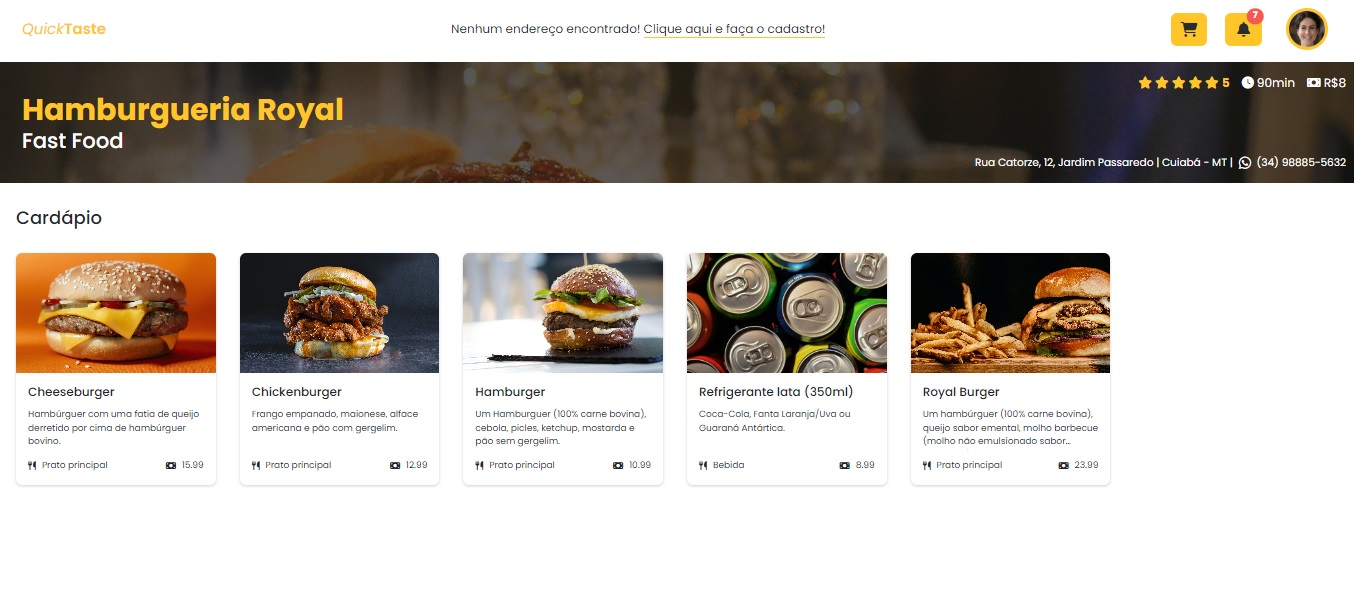 QuickTaste
Nenhum endereço encontrado! Clique aqui e faça o cadastro!
7
Hamburgueria Royal
Fast Food
5 90min R$8
Rua Catorze, 12, Jardim Passaredo | Cuiabá - MT | (34) 98885-5632
Cardápio
Cheeseburger
Hambúrguer com uma fatia de queijo
derretido por cima de hambúrguer
bovino.
Prato principal 15.99
Chickenburger
Frango empanado, maionese, alface
americana e pão com gergelim.
Prato principal 12.99
Hamburger
Um Hamburguer (100% carne bovina),
cebola, picles, ketchup, mostarda e
pão sem gergelim.
Prato principal 10.99
Refrigerante lata (350ml)
Coca-Cola, Fanta Laranja/Uva ou
Guaraná Antártica.
Bebida 8.99
Royal Burger
Um hambúrguer (100% carne bovina),
queijo sabor emental, molho barbecue
(molho não emulsionado sabor...
Prato principal 23.99